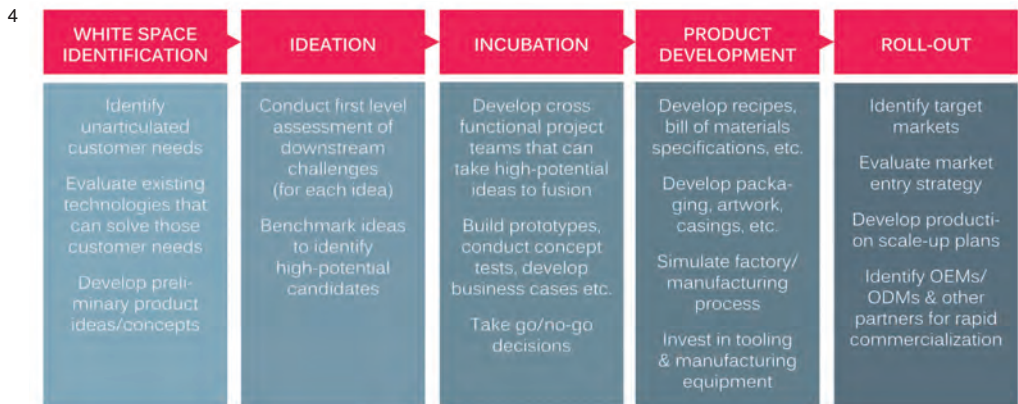 4
WHITE SPACE
IDENTIFICATION
IDEATION
INCUBATION
PRODUCT
DEVELOPMENT
ROLL-OUT
Identify
unarticulated
customer needs
Evaluate existing
technologies that
can solve those
customer needs
Develop preli-
minary product
ideas/concepts
Conduct first level
assessment of
downstream
challenges
(for each idea)
Benchmark ideas
to identify
high-potential
candidates
Develop cross
functional project
teams that can
take high-potential
ideas to fusion
Build prototypes,
conduct concept
tests, develop
business cases etc.
Take go/no-go
decisions
Develop recipes,
bill of materials
specifications, etc.
Develop packa-
ging, artwork,
casings, etc.
Simulate factory/
manufacturing
process
Invest in tooling
& manufacturing
equipment
Identify target
markets
Evaluate market
entry strategy
Develop producti-
on scale-up plans
Identify OEMs/
ODMs & other
partners for rapid
commercialization